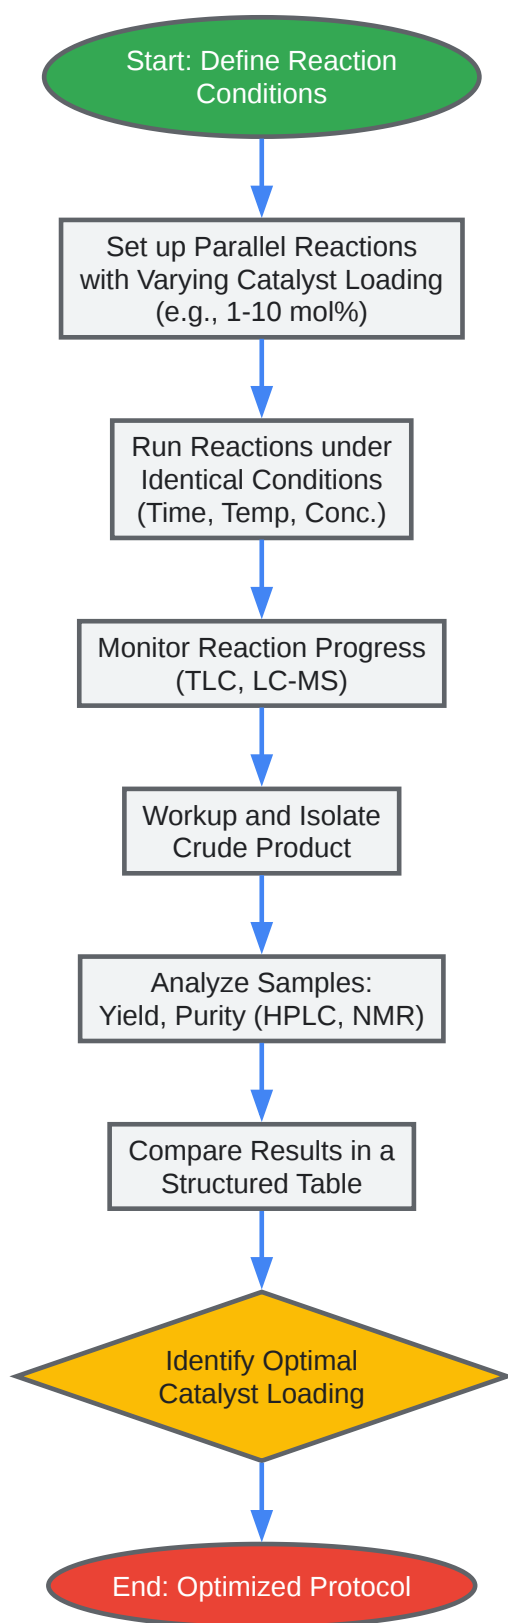 Start: Define Reaction
Conditions
Set up Parallel Reactions
with Varying Catalyst Loading
(e.g., 1-10 mol%)
Run Reactions under
Identical Conditions
(Time, Temp, Conc.)
Monitor Reaction Progress
(TLC, LC-MS)
Workup and Isolate
Crude Product
Analyze Samples:
Yield, Purity (HPLC, NMR)
Compare Results in a
Structured Table
Identify Optimal
Catalyst Loading
End: Optimized Protocol